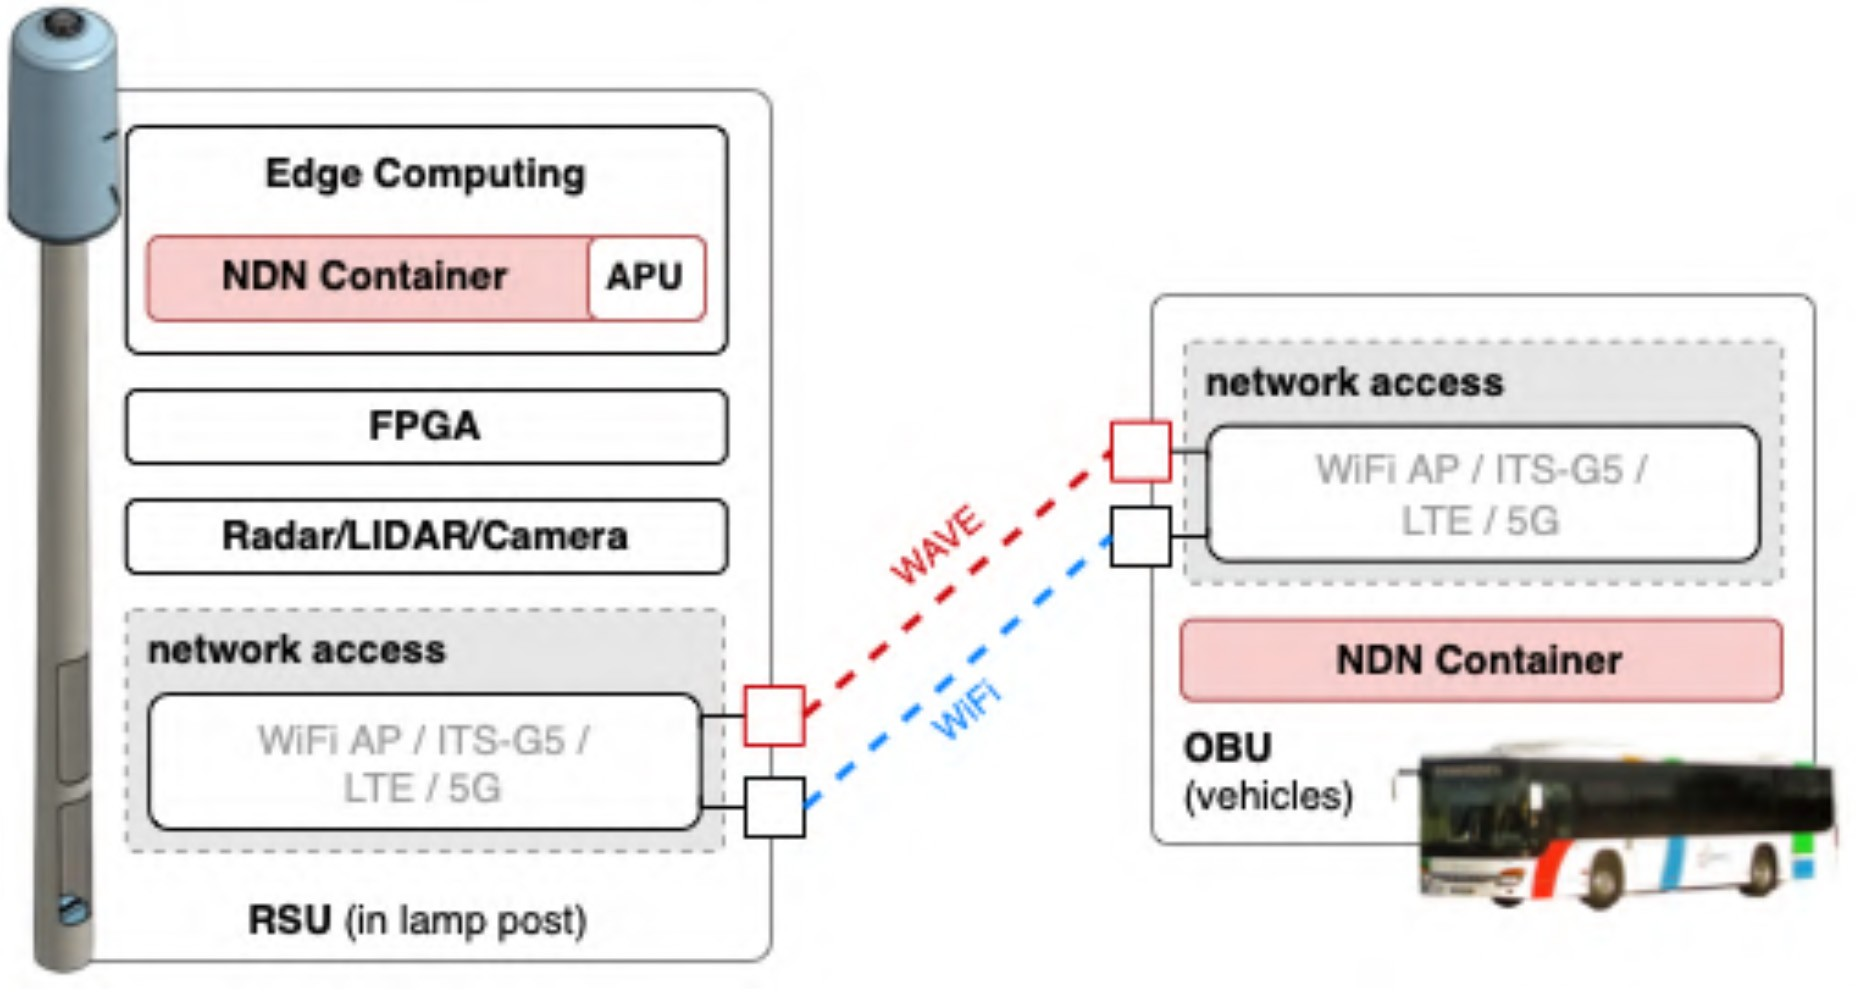 Edge Computing
NDN Container
APU
FPGA
Radar/LIDAR/Camera
network access
WiFi AP / ITS-G5 /
LTE / 5G
RSU (in lamp post)
WAVE
WiFi
network access
WiFi AP / ITS-G5 /
LTE / 5G
NDN Container
OBU
(vehicles)